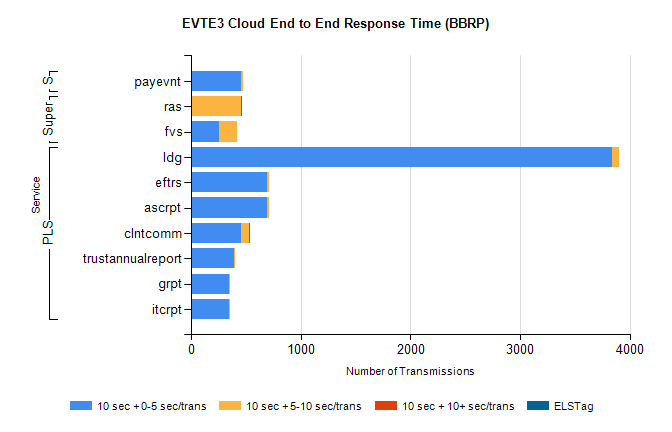 EVTE3 Cloud End to End Response Time (BBRP)
S
payevnt
L
ras
Super
fvs
ldg
Service
eftrs
ascrpt
PLS
clntcomm
trustannualreport
grpt
itcrpt
0 1000 2000 3000 4000
Number of Transmissions
10 sec +0-5 sec/trans 10 sec +5-10 sec/trans 10 sec + 10+ sec/trans ELSTag